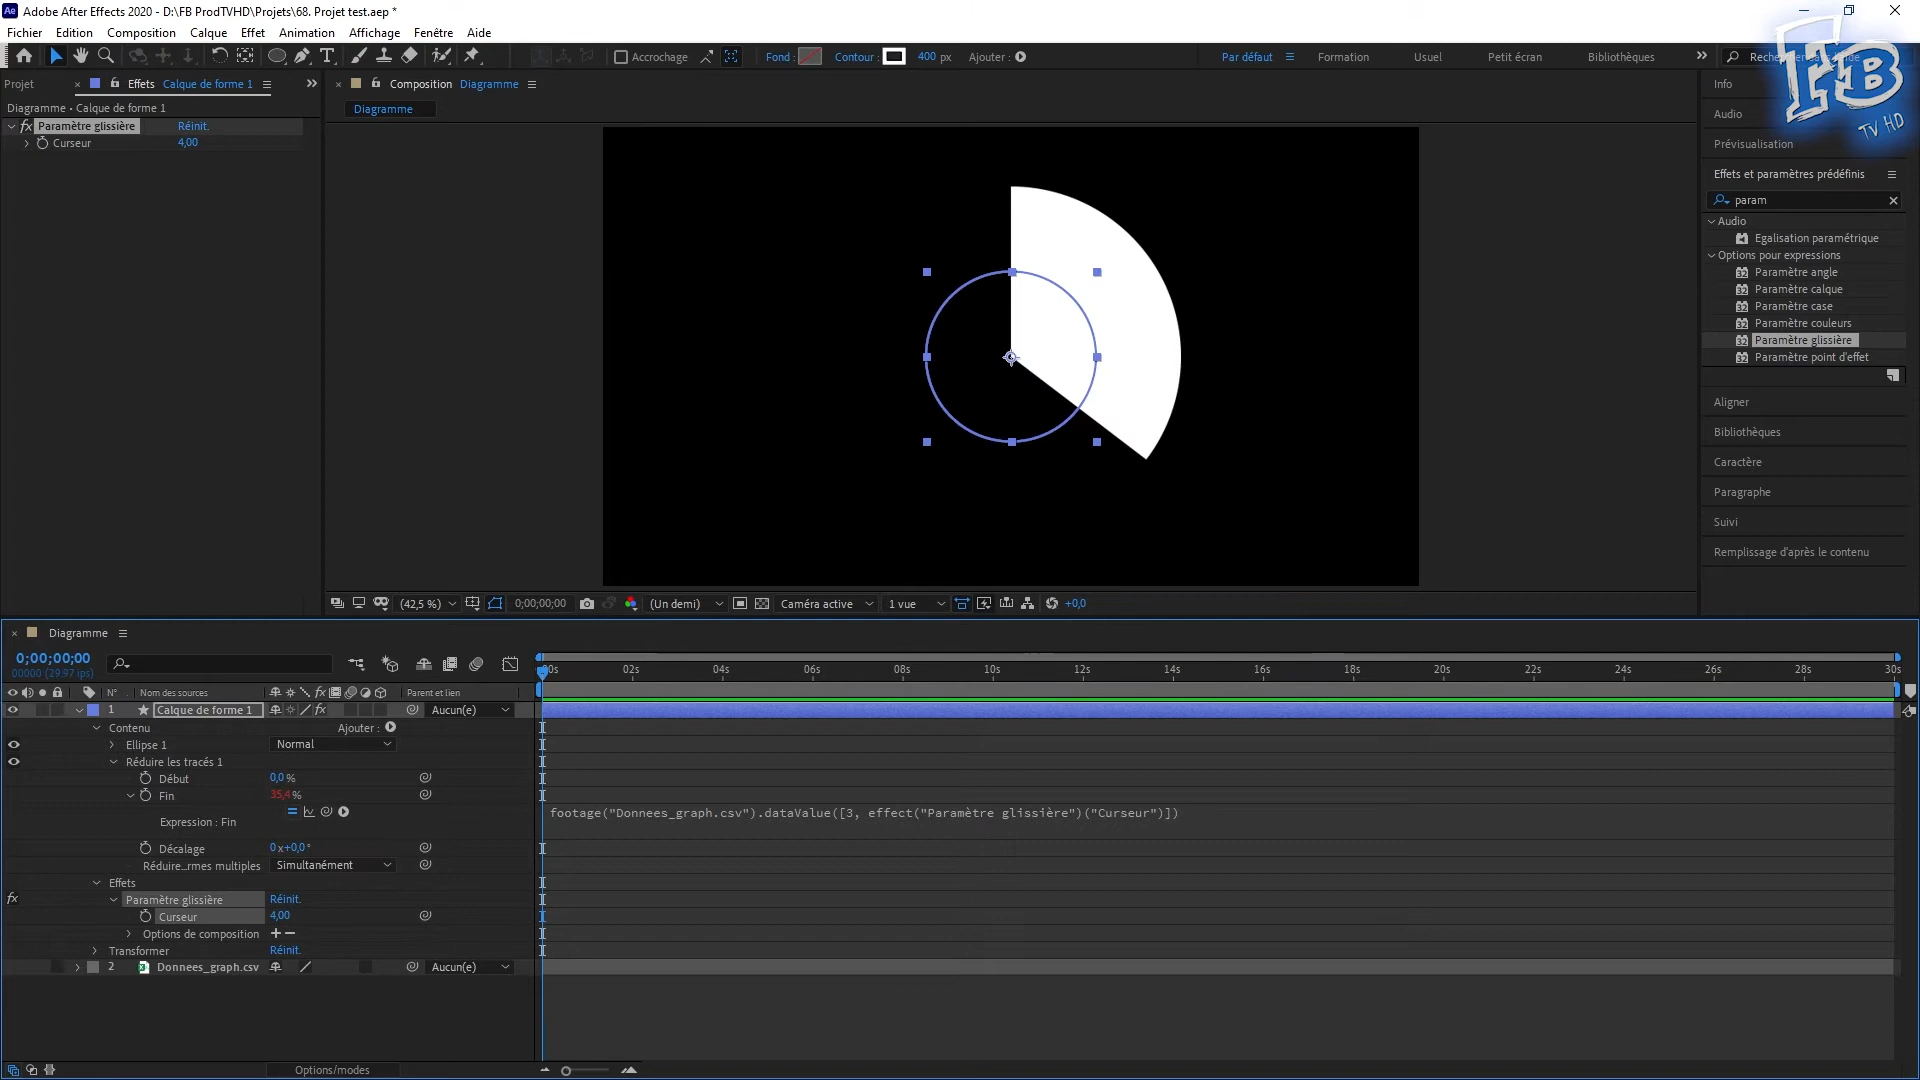 Adobe After Effects 2020 - D:\FB ProdTVHD\Projets\68. Projet test.aep *
Fichier Edition Composition Calque Effet Animation Affichage Fenêtre Aide
Accrochage Fond : Contour : 400 px Ajouter : Par défaut Formation Usuel Petit écran Bibliothèques
FB
TV HD
Projet Effets Calque de forme 1 Composition Diagramme Info
Diagramme • Calque de forme 1 Diagramme
fx Paramètre glissière Réinit. Audio
Curseur 4,00 Prévisualisation
Effets et paramètres prédéfinis
param
Audio
Egalisation paramétrique
Options pour expressions
Paramètre angle
Paramètre calque
Paramètre case
Paramètre couleurs
Paramètre glissière
Paramètre point d'effet
Aligner
Bibliothèques
Caractère
Paragraphe
Suivi
Remplissage d'après le contenu
(42,5 %) 0;00;00;00 (Un demi) Caméra active 1 vue +0,0
Diagramme
0;00;00;00
00000 (29.97 ips)
00s 02s 04s 06s 08s 10s 12s 14s 16s 18s 20s 22s 24s 26s 28s 30s
N° Nom des sources fx Parent et lien
1 Calque de forme 1 fx Aucun(e)
Contenu Ajouter :
Ellipse 1 Normal
Réduire les tracés 1
Début 0,0 %
Fin 35,4 %
Expression : Fin footage("Donnees_graph.csv").dataValue([3, effect("Paramètre glissière")("Curseur")])
Décalage 0 x+0,0 °
Réduire...rmes multiples Simultanément
Effets
fx Paramètre glissière Réinit.
Curseur 4,00
Options de composition + −
Transformer Réinit.
2 Donnees_graph.csv Aucun(e)
Options/modes